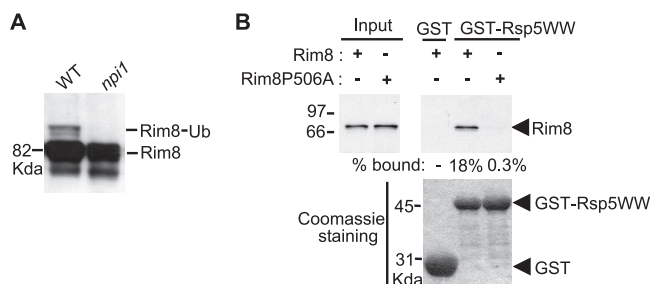 A
WT
npi1
Rim8-Ub
82
Kda
Rim8
B
Input
GST
GST-Rsp5WW
Rim8 : + - + + -
Rim8P506A : - + - - +
97
66
Rim8
% bound: - 18% 0.3%
Coomassie
staining
45
GST-Rsp5WW
31
Kda
GST